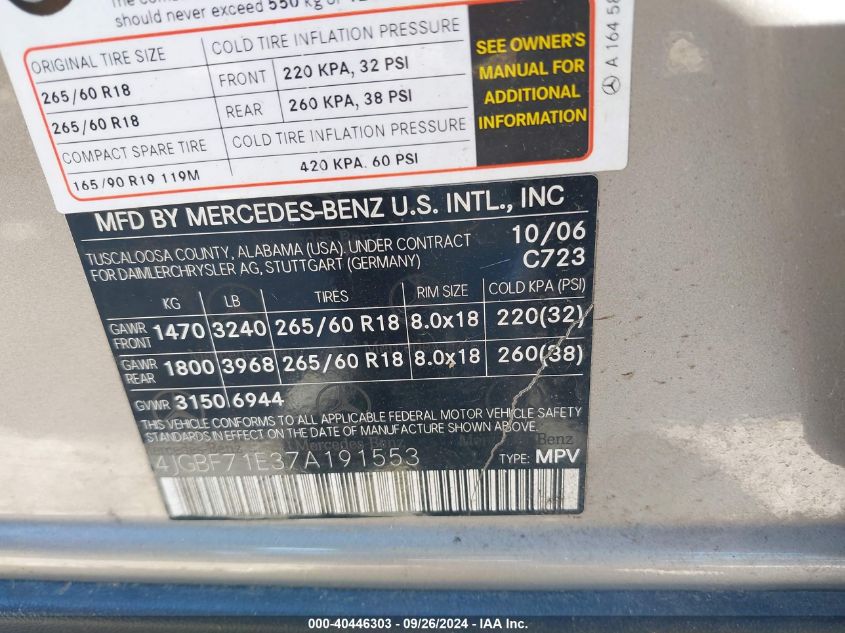 should never exceed 550 kg or
ORIGINAL TIRE SIZE COLD TIRE INFLATION PRESSURE
265/60 R18 FRONT 220 KPA, 32 PSI
265/60 R18 REAR 260 KPA, 38 PSI
COMPACT SPARE TIRE COLD TIRE INFLATION PRESSURE
165/90 R19 119M 420 KPA. 60 PSI
SEE OWNER'S
MANUAL FOR
ADDITIONAL
INFORMATION
A 164 58
MFD BY MERCEDES-BENZ U.S. INTL., INC
TUSCALOOSA COUNTY, ALABAMA (USA), UNDER CONTRACT 10/06
FOR DAIMLERCHRYSLER AG, STUTTGART (GERMANY) C723
KG LB TIRES RIM SIZE COLD KPA (PSI)
GAWR FRONT 1470 3240 265/60 R18 8.0x18 220(32)
GAWR REAR 1800 3968 265/60 R18 8.0x18 260(38)
GVWR 3150 6944
THIS VEHICLE CONFORMS TO ALL APPLICABLE FEDERAL MOTOR VEHICLE SAFETY
STANDARDS IN EFFECT ON THE DATE OF MANUFACTURE SHOWN ABOVE.
Mercedes Benz
4JGBF71E37A191553 TYPE: MPV
000-40446303 / 09/26/2024 - IAA Inc.